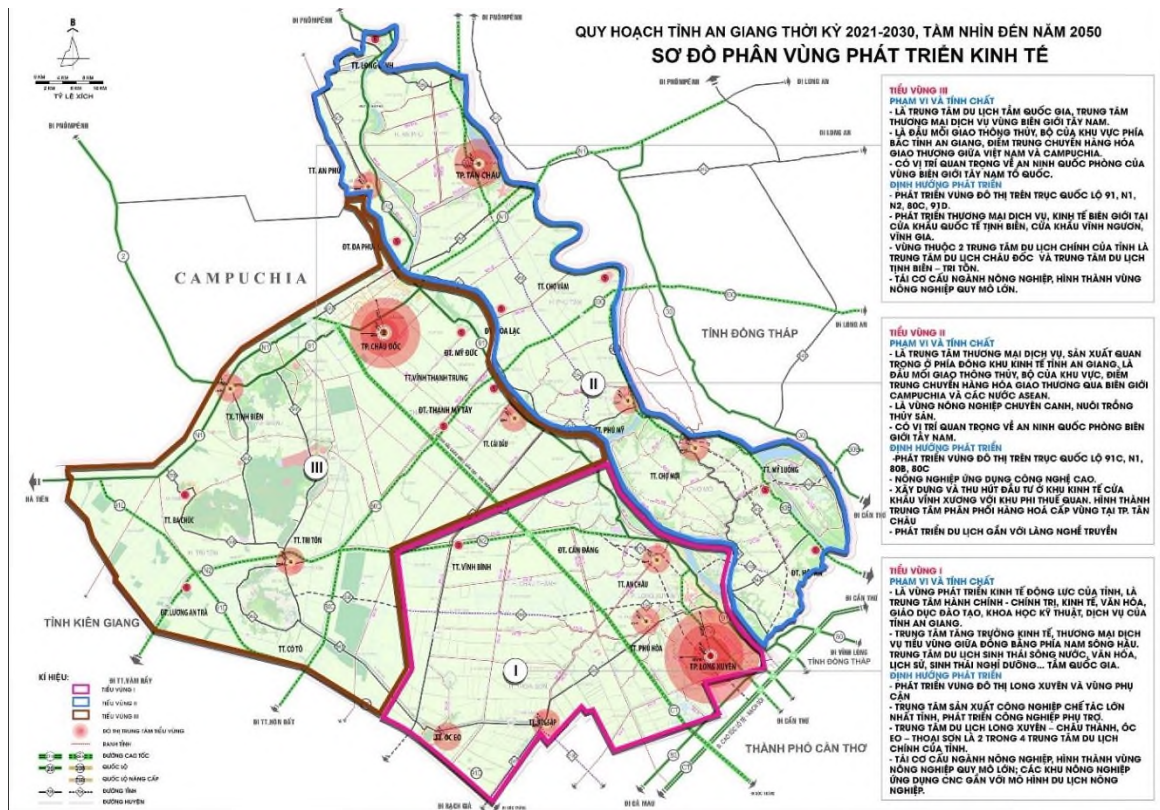 QUY HOẠCH TỈNH AN GIANG THỜI KỲ 2021-2030, TẦM NHÌN ĐẾN NĂM 2050
SƠ ĐỒ PHÂN VÙNG PHÁT TRIỂN KINH TẾ
B
TỶ LỆ XÍCH
ĐI PHÔMPÊNH
ĐI PHÔMPÊNH
ĐI PHÔMPÊNH
ĐI LONG AN
ĐI PHÔMPÊNH
ĐI LONG AN
TT. AN PHÚ
TP. TÂN CHÂU
ĐT. ĐA PHƯỚC
CAMPUCHIA
TT. CHỢ VÀM
TỈNH ĐỒNG THÁP
ĐI LONG AN
TP. CHÂU ĐỐC
ĐT. HÒA LẠC
ĐT. MỸ ĐỨC
TT. VĨNH THẠNH TRUNG
II
TX. TỊNH BIÊN
ĐT. THẠNH MỸ TÂY
TT. PHÚ MỸ
TT. CÁI DẦU
III
TT. CHỢ MỚI
TT. MỸ LUÔNG
HÀ TIÊN
TT. BA CHÚC
ĐI CẦN THƠ
TT. TRI TÔN
TT. VĨNH BÌNH
ĐT. CẦN ĐĂNG
TT. AN CHÂU
ĐT. LƯƠNG AN TRÀ
TỈNH KIÊN GIANG
ĐI CẦN THƠ
TT. CÔ TÔ
TT. PHÚ HÒA
I
TP. LONG XUYÊN
ĐI VĨNH LONG
TỈNH ĐỒNG THÁP
ĐI TT. HÒN ĐẤT
ĐI CẦN THƠ
TT. ÓC EO
THÀNH PHỐ CẦN THƠ
ĐI RẠCH GIÁ
ĐI CÀ MAU
KÍ HIỆU:
TIỂU VÙNG I
TIỂU VÙNG II
TIỂU VÙNG III
ĐÔ THỊ TRUNG TÂM TIỂU VÙNG
RANH TỈNH
ĐƯỜNG CAO TỐC
QUỐC LỘ
QUỐC LỘ NÂNG CẤP
ĐƯỜNG TỈNH
ĐƯỜNG HUYỆN
TIỂU VÙNG III
PHẠM VI VÀ TÍNH CHẤT
- LÀ TRUNG TÂM DU LỊCH TẦM QUỐC GIA, TRUNG TÂM
THƯƠNG MẠI DỊCH VỤ VÙNG BIÊN GIỚI TÂY NAM.
- LÀ ĐẦU MỐI GIAO THÔNG THỦY, BỘ CỦA KHU VỰC PHÍA
BẮC TỈNH AN GIANG, ĐIỂM TRUNG CHUYỂN HÀNG HÓA
GIAO THƯƠNG GIỮA VIỆT NAM VÀ CAMPUCHIA.
- CÓ VỊ TRÍ QUAN TRỌNG VỀ AN NINH QUỐC PHÒNG CỦA
VÙNG BIÊN GIỚI TÂY NAM TỔ QUỐC.
ĐỊNH HƯỚNG PHÁT TRIỂN
- PHÁT TRIỂN VÙNG ĐÔ THỊ TRÊN TRỤC QUỐC LỘ 91, N1,
N2, 80C, 91D.
- PHÁT TRIỂN THƯƠNG MẠI DỊCH VỤ, KINH TẾ BIÊN GIỚI TẠI
CỬA KHẨU QUỐC TẾ TỊNH BIÊN, CỬA KHẨU VĨNH NGƯƠN,
VĨNH GIA.
- VÙNG THUỘC 2 TRUNG TÂM DU LỊCH CHÍNH CỦA TỈNH LÀ
TRUNG TÂM DU LỊCH CHÂU ĐỐC VÀ TRUNG TÂM DU LỊCH
TỊNH BIÊN – TRI TÔN.
- TÁI CƠ CẤU NGÀNH NÔNG NGHIỆP, HÌNH THÀNH VÙNG
NÔNG NGHIỆP QUY MÔ LỚN.
TIỂU VÙNG II
PHẠM VI VÀ TÍNH CHẤT
- LÀ TRUNG TÂM THƯƠNG MẠI DỊCH VỤ, SẢN XUẤT QUAN
TRỌNG Ở PHÍA ĐÔNG KHU KINH TẾ TỈNH AN GIANG, LÀ
ĐẦU MỐI GIAO THÔNG THỦY, BỘ CỦA KHU VỰC, ĐIỂM
TRUNG CHUYỂN HÀNG HÓA GIAO THƯƠNG QUA BIÊN GIỚI
CAMPUCHIA VÀ CÁC NƯỚC ASEAN.
- LÀ VÙNG NÔNG NGHIỆP CHUYÊN CANH, NUÔI TRỒNG
THỦY SẢN.
- CÓ VỊ TRÍ QUAN TRỌNG VỀ AN NINH QUỐC PHÒNG BIÊN
GIỚI TÂY NAM.
ĐỊNH HƯỚNG PHÁT TRIỂN
-PHÁT TRIỂN VÙNG ĐÔ THỊ TRÊN TRỤC QUỐC LỘ 91C, N1,
80B, 80C
- NÔNG NGHIỆP ỨNG DỤNG CÔNG NGHỆ CAO.
- XÂY DỰNG VÀ THU HÚT ĐẦU TƯ Ở KHU KINH TẾ CỬA
KHẨU VĨNH XƯƠNG VỚI KHU PHI THUẾ QUAN. HÌNH THÀNH
TRUNG TÂM PHÂN PHỐI HÀNG HOÁ CẤP VÙNG TẠI TP. TÂN
CHÂU
- PHÁT TRIỂN DU LỊCH GẮN VỚI LÀNG NGHỀ TRUYỀN
TIỂU VÙNG I
PHẠM VI VÀ TÍNH CHẤT
- LÀ VÙNG PHÁT TRIỂN KINH TẾ ĐỘNG LỰC CỦA TỈNH, LÀ
TRUNG TÂM HÀNH CHÍNH - CHÍNH TRỊ, KINH TẾ, VĂN HÓA,
GIÁO DỤC ĐÀO TẠO, KHOA HỌC KỸ THUẬT, DỊCH VỤ CỦA
TỈNH AN GIANG.
- TRUNG TÂM TĂNG TRƯỞNG KINH TẾ, THƯƠNG MẠI DỊCH
VỤ TIỂU VÙNG GIỮA ĐỒNG BẰNG PHÍA NAM SÔNG HẬU.
TRUNG TÂM DU LỊCH SINH THÁI SÔNG NƯỚC, VĂN HÓA,
LỊCH SỬ, SINH THÁI NGHỈ DƯỠNG... TẦM QUỐC GIA.
ĐỊNH HƯỚNG PHÁT TRIỂN
- PHÁT TRIỂN VÙNG ĐÔ THỊ LONG XUYÊN VÀ VÙNG PHỤ
CẬN
- TRUNG TÂM SẢN XUẤT CÔNG NGHIỆP CHẾ TÁC LỚN
NHẤT TỈNH, PHÁT TRIỂN CÔNG NGHIỆP PHỤ TRỢ.
- TRUNG TÂM DU LỊCH LONG XUYÊN – CHÂU THÀNH, ÓC
EO – THOẠI SƠN LÀ 2 TRONG 4 TRUNG TÂM DU LỊCH
CHÍNH CỦA TỈNH.
- TÁI CƠ CẤU NGÀNH NÔNG NGHIỆP, HÌNH THÀNH VÙNG
NÔNG NGHIỆP QUY MÔ LỚN; CÁC KHU NÔNG NGHIỆP
ỨNG DỤNG CNC GẮN VỚI MÔ HÌNH DU LỊCH NÔNG
NGHIỆP.